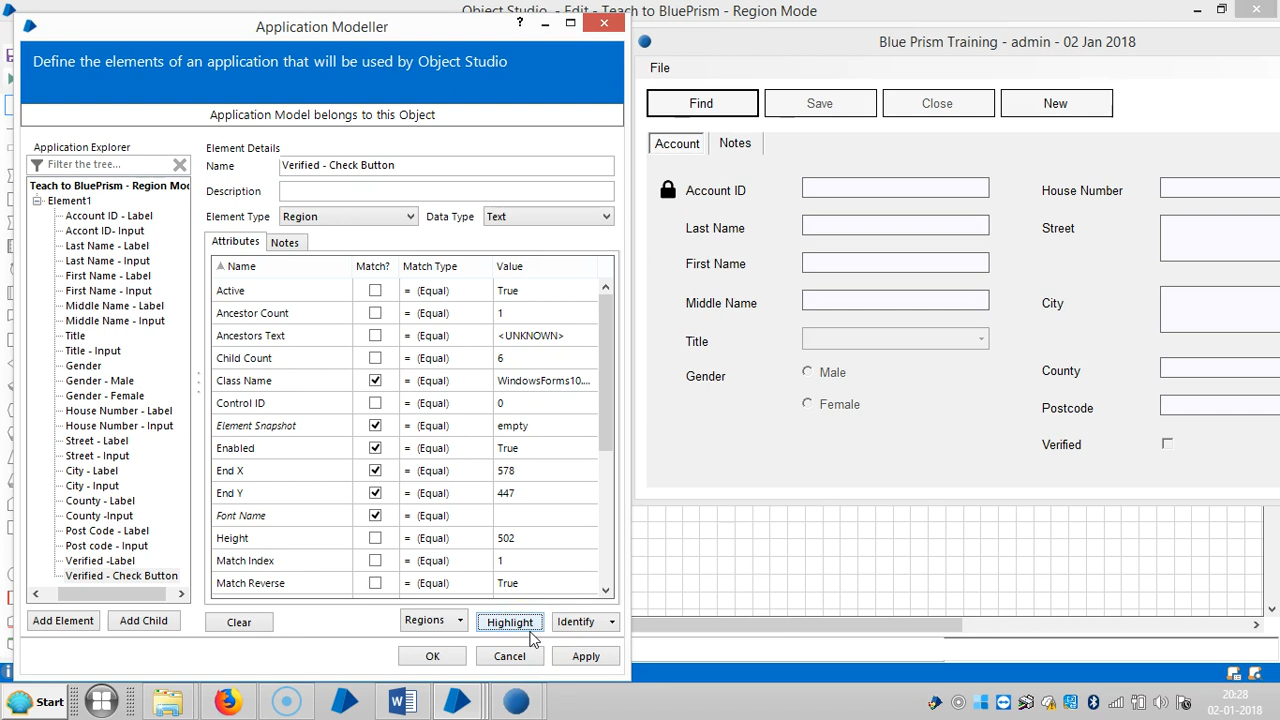 Object Studio - Edit - Teach to BluePrism - Region Mode
Application Modeller
?
Define the elements of an application that will be used by Object Studio
Application Model belongs to this Object
Application Explorer
Filter the tree...
Teach to BluePrism - Region Mod
Element1
Account ID - Label
Accont ID- Input
Last Name - Label
Last Name - Input
First Name - Label
First Name - Input
Middle Name - Label
Middle Name - Input
Title
Title - Input
Gender
Gender - Male
Gender - Female
House Number - Label
House Number - Input
Street - Label
Street - Input
City - Label
City - Input
County - Label
County -Input
Post Code - Label
Post code - Input
Verified -Label
Verified - Check Button
Add Element
Add Child
Element Details
Name
Verified - Check Button
Description
Element Type
Region
Data Type
Text
Attributes
Notes
Name Match? Match Type Value
Active = (Equal) True
Ancestor Count = (Equal) 1
Ancestors Text = (Equal) <UNKNOWN>
Child Count = (Equal) 6
Class Name = (Equal) WindowsForms10....
Control ID = (Equal) 0
Element Snapshot = (Equal) empty
Enabled = (Equal) True
End X = (Equal) 578
End Y = (Equal) 447
Font Name = (Equal)
Height = (Equal) 502
Match Index = (Equal) 1
Match Reverse = (Equal) True
Clear
Regions
Highlight
Identify
OK
Cancel
Apply
Blue Prism Training - admin - 02 Jan 2018
File
Find
Save
Close
New
Account
Notes
Account ID
Last Name
First Name
Middle Name
Title
Gender
Male
Female
House Number
Street
City
County
Postcode
Verified
Start
20:28
02-01-2018